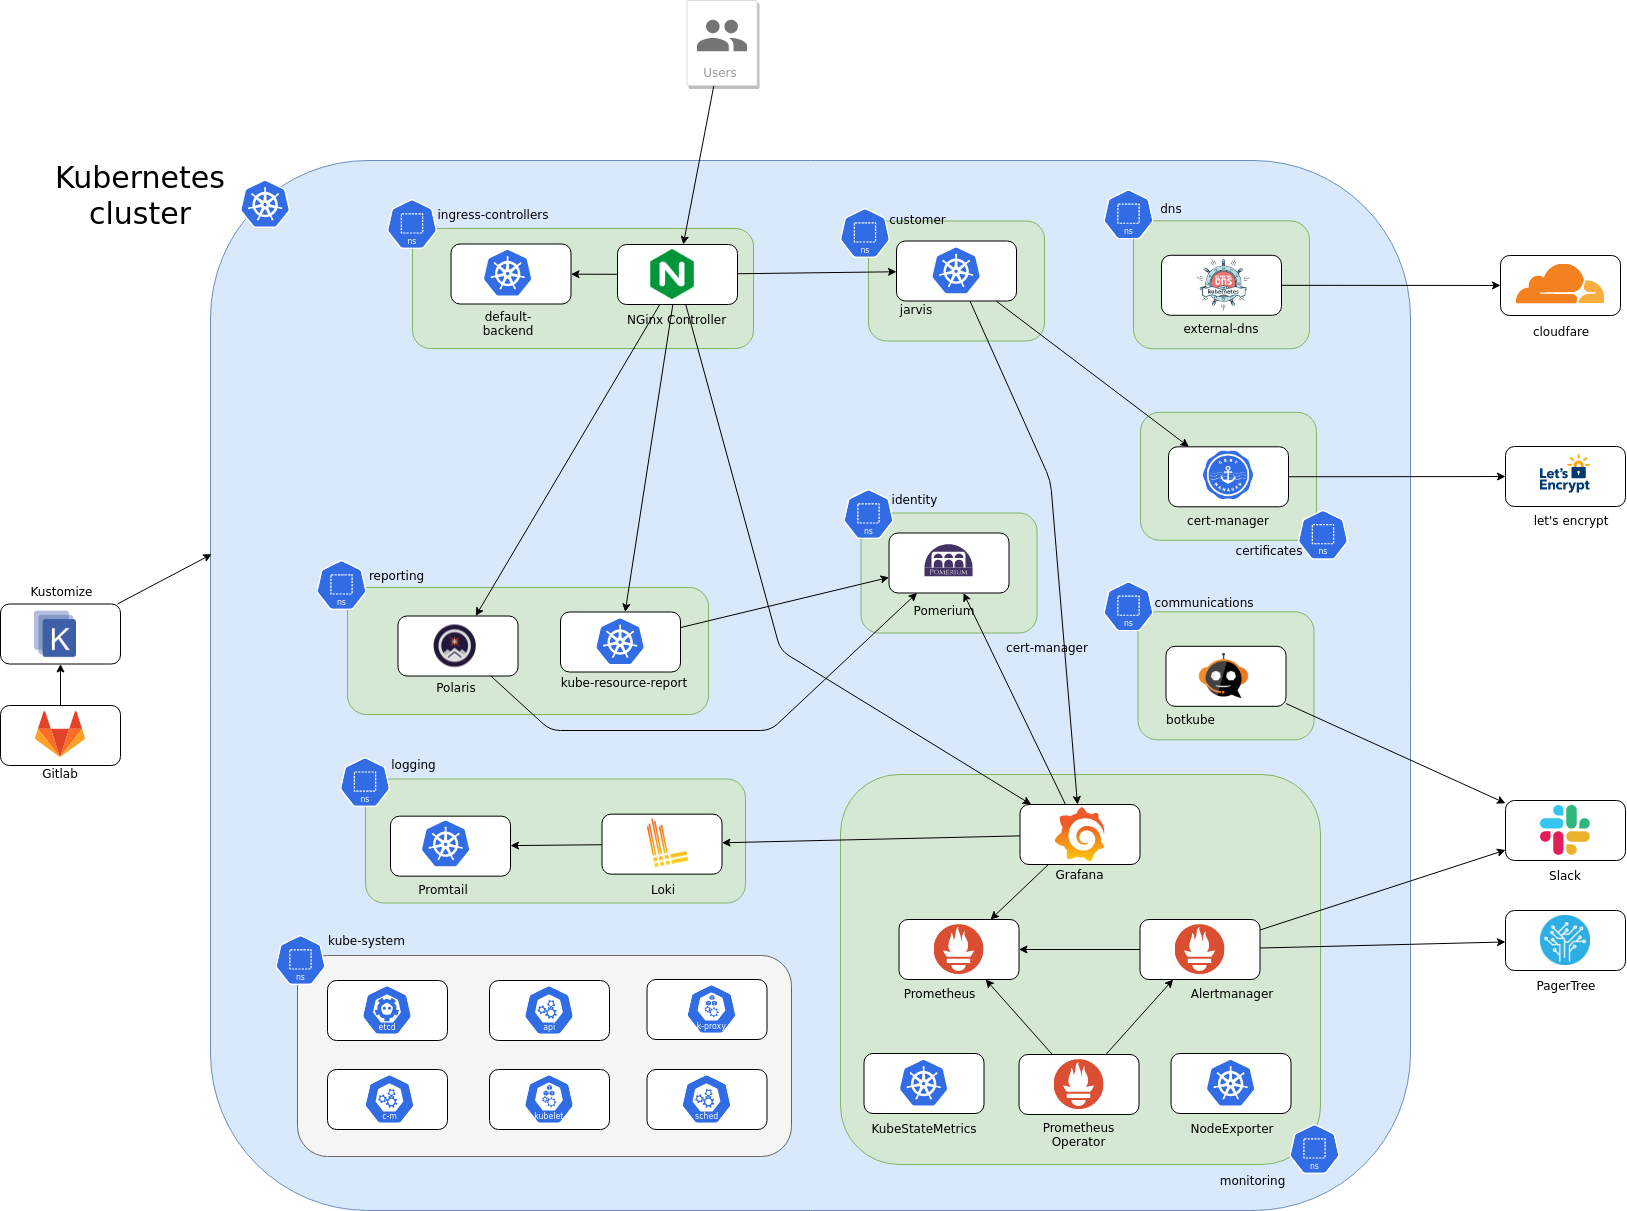 Users
Kubernetes
cluster
ns
ingress-controllers
default-
backend
NGinx Controller
ns
customer
jarvis
ns
dns
dns
kubernetes
external-dns
cloudfare
cert-manager
certificates
ns
Let's
Encrypt
let's encrypt
ns
identity
POMERIUM
Pomerium
cert-manager
ns
reporting
Polaris
kube-resource-report
ns
communications
botkube
Kustomize
K
Gitlab
ns
logging
Promtail
Loki
Grafana
Slack
Prometheus
Alertmanager
PagerTree
ns
kube-system
etcd
api
k-proxy
c-m
kubelet
sched
KubeStateMetrics
Prometheus
Operator
NodeExporter
ns
monitoring